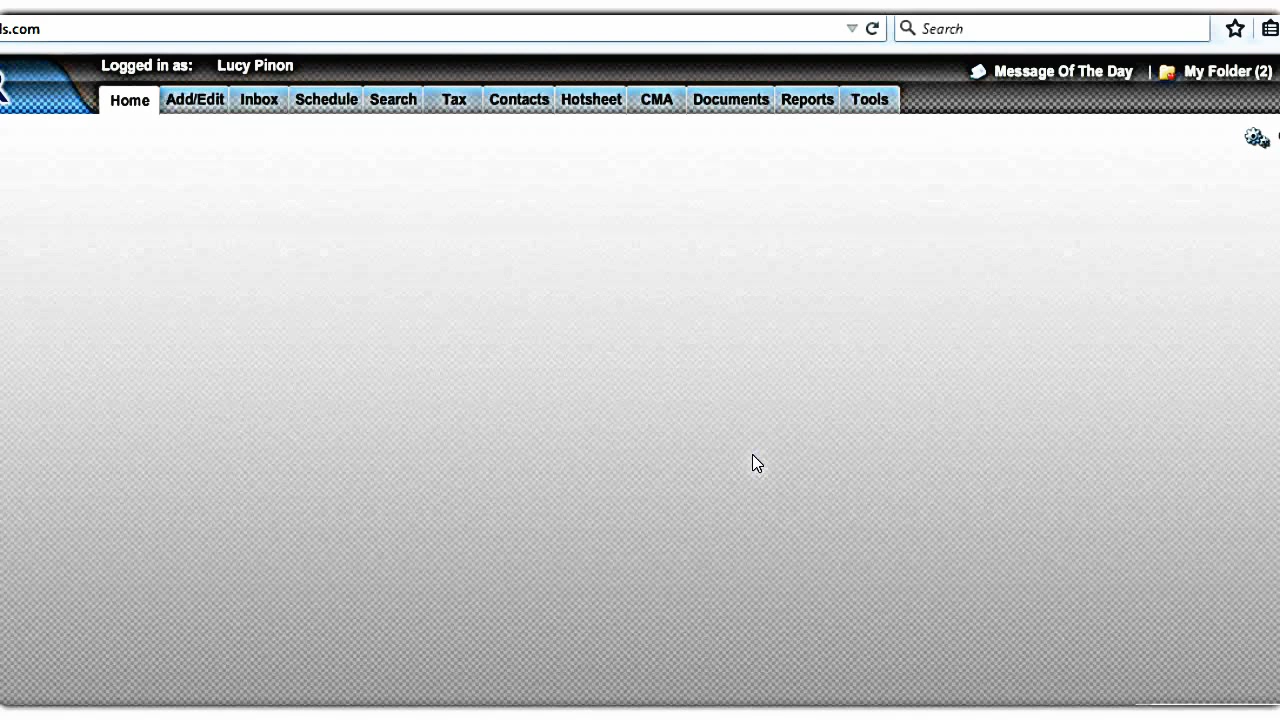 ls.com
Search
Logged in as: Lucy Pinon
Message Of The Day | My Folder (2)
R
Home Add/Edit Inbox Schedule Search Tax Contacts Hotsheet CMA Documents Reports Tools